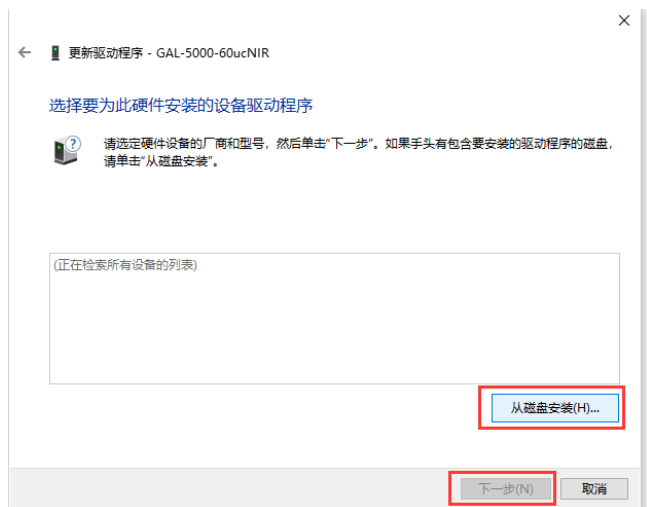 更新驱动程序 - GAL-5000-60ucNIR
选择要为此硬件安装的设备驱动程序
请选定硬件设备的厂商和型号，然后单击"下一步"。如果手头有包含要安装的驱动程序的磁盘，
请单击"从磁盘安装"。
(正在检索所有设备的列表)
从磁盘安装(H)...
下一步(N) 取消